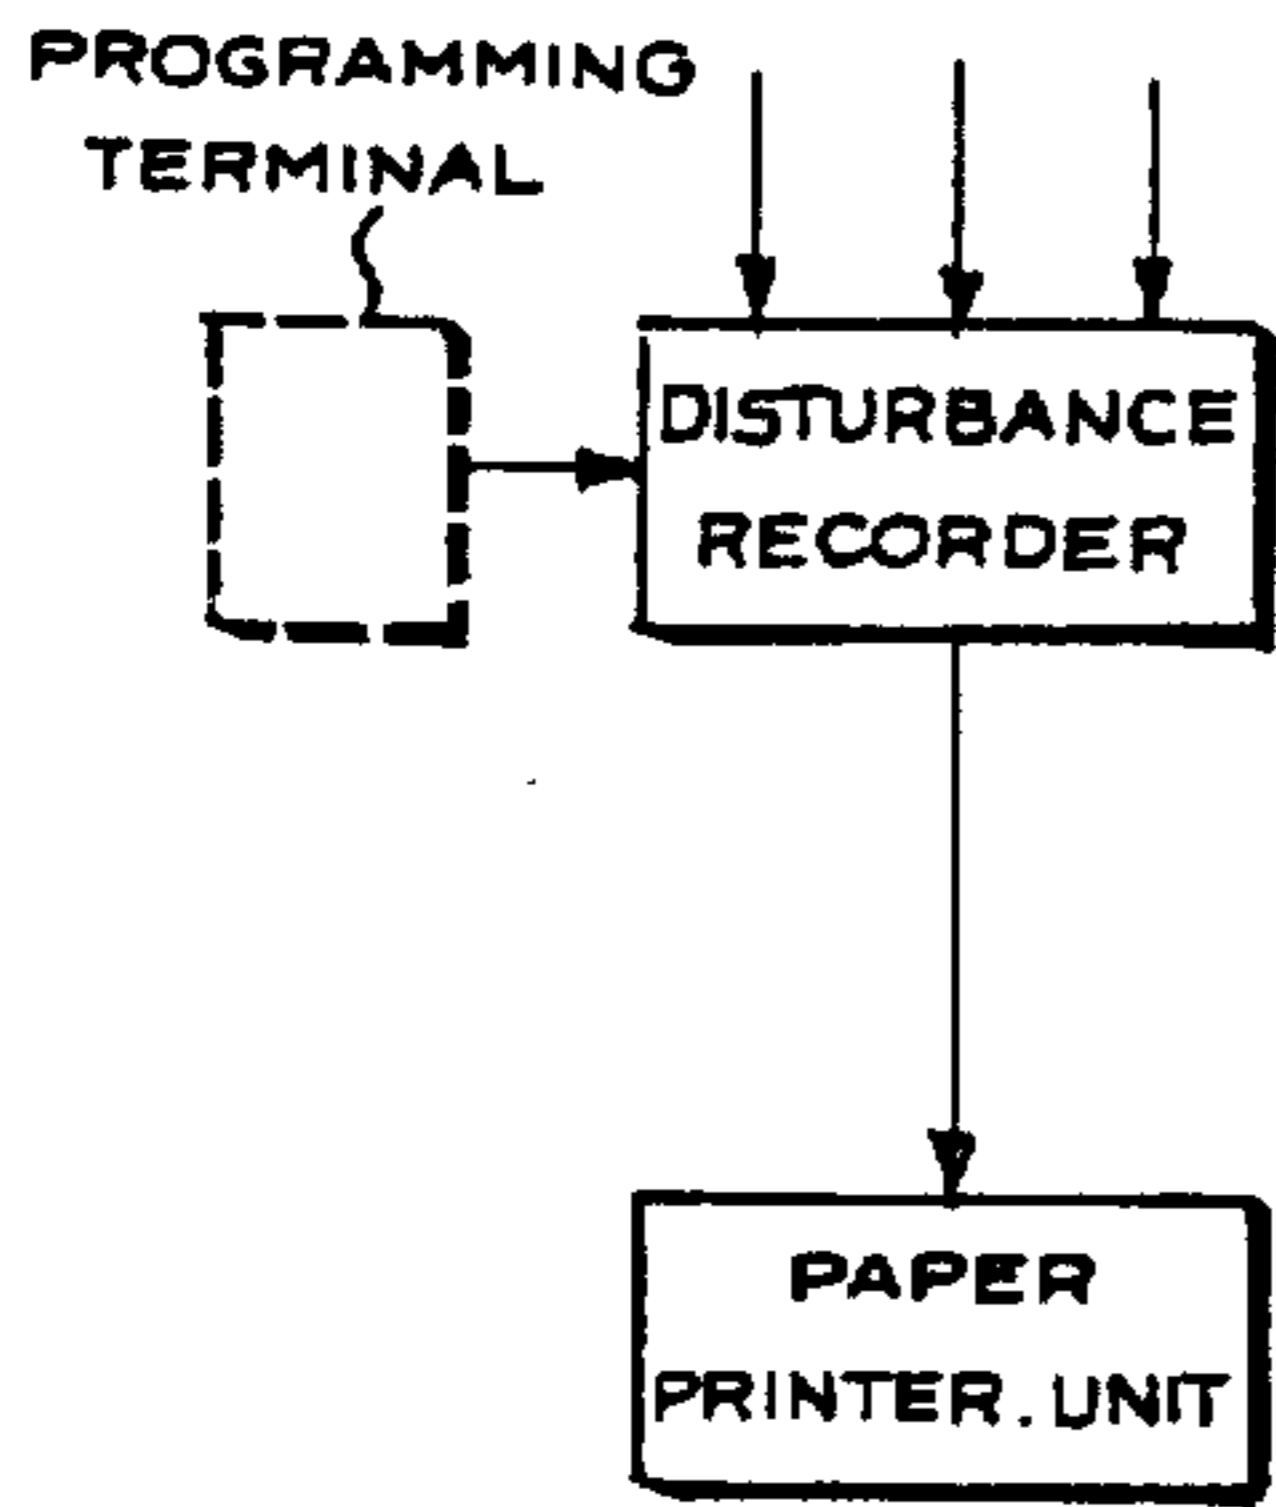 PROGRAMMING
TERMINAL
DISTURBANCE
RECORDER
PAPER
PRINTER. UNIT